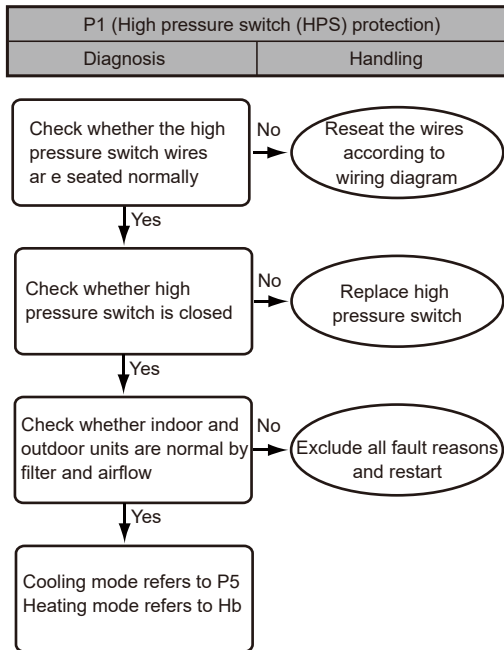 P1 (High pressure switch (HPS) protection)
Diagnosis
Handling
Check whether the high
pressure switch wires
ar e seated normally
No
Reseat the wires
according to
wiring diagram
Yes
Check whether high
pressure switch is closed
No
Replace high
pressure switch
Yes
Check whether indoor and
outdoor units are normal by
filter and airflow
No
Exclude all fault reasons
and restart
Yes
Cooling mode refers to P5
Heating mode refers to Hb